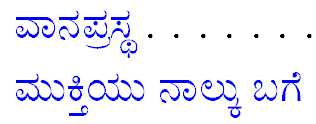 ವಾನಪ್ರಸ್ಥ . . . . . . .
ಮುಕ್ತಿಯು ನಾಲ್ಕು ಬಗೆ